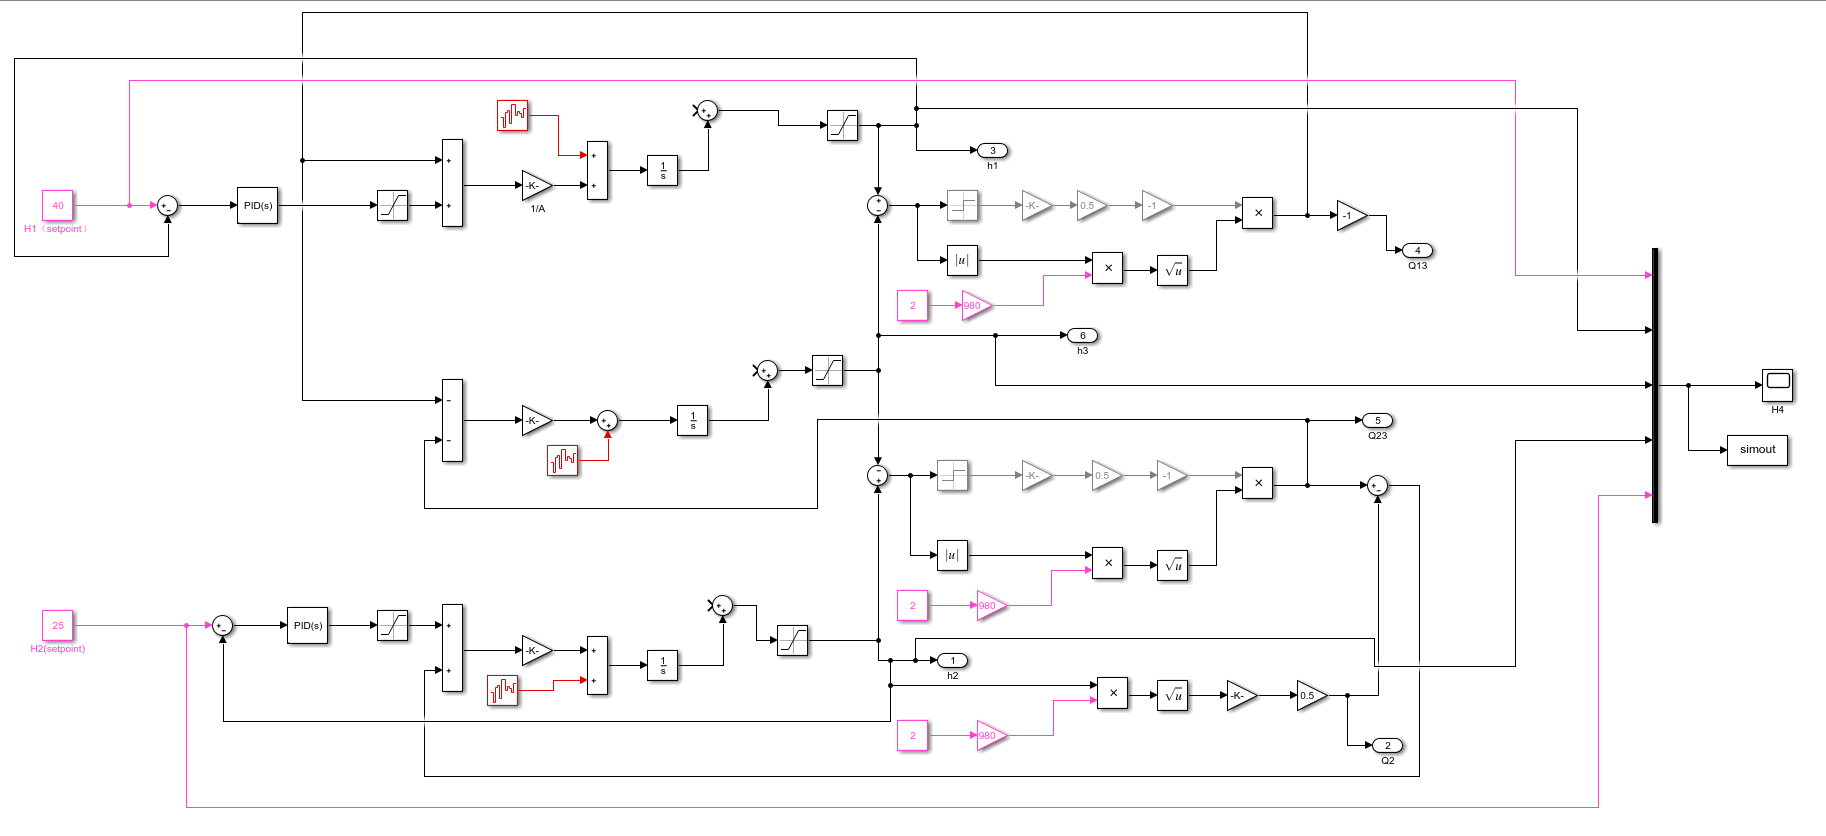 40
H1（setpoint）
PID(s)
-K-
1/A
1
s
3
h1
-K-
0.5
-1
×
-1
4
Q13
|u|
×
√u
2
980
6
h3
-K-
1
s
5
Q23
H4
simout
-K-
0.5
-1
×
|u|
×
√u
2
980
25
H2(setpoint)
PID(s)
-K-
1
s
1
h2
×
√u
-K-
0.5
2
980
2
Q2